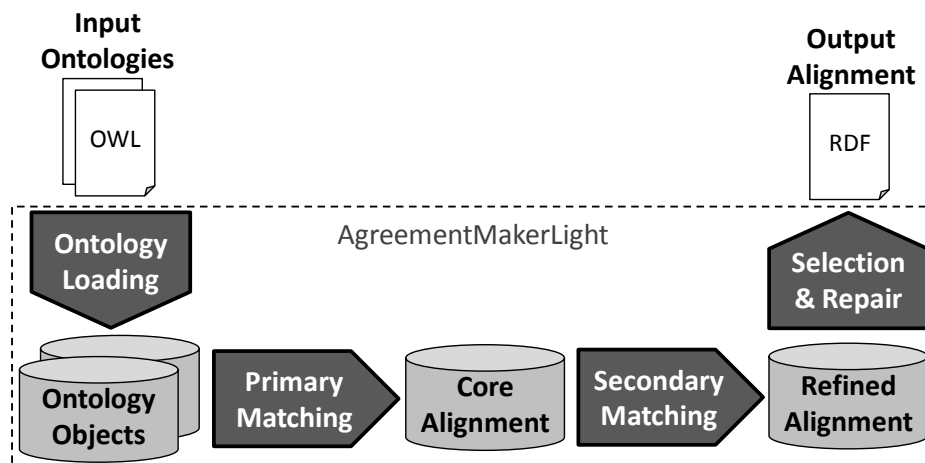 Input
Ontologies
OWL
Output
Alignment
RDF
AgreementMakerLight
Ontology
Loading
Selection
& Repair
Ontology
Objects
Primary
Matching
Core
Alignment
Secondary
Matching
Refined
Alignment